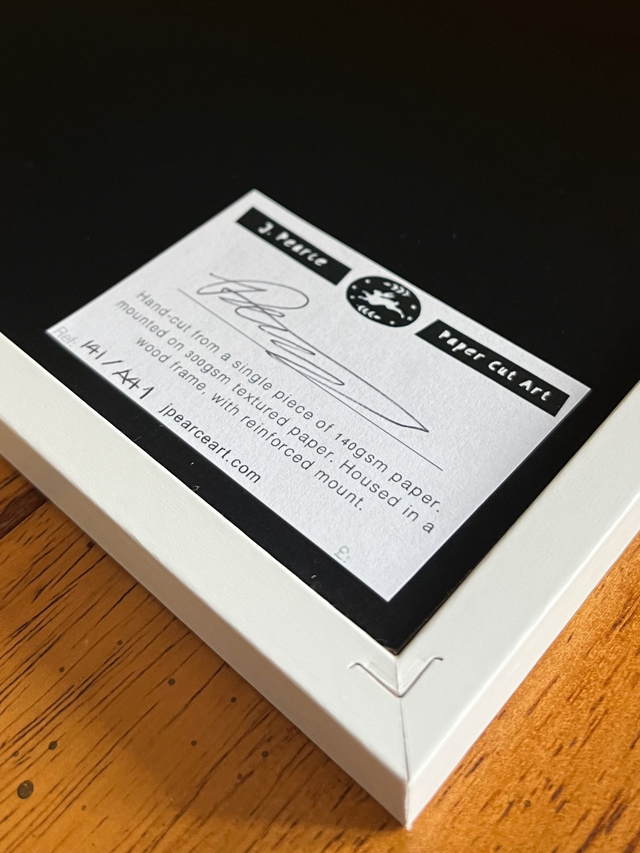 J. Pearce
Paper Cut Art
Hand-cut from a single piece of 140gsm paper.
mounted on 300gsm textured paper. Housed in a
wood frame, with reinforced mount.
Ref: 141/A41
jpearceart.com
£: